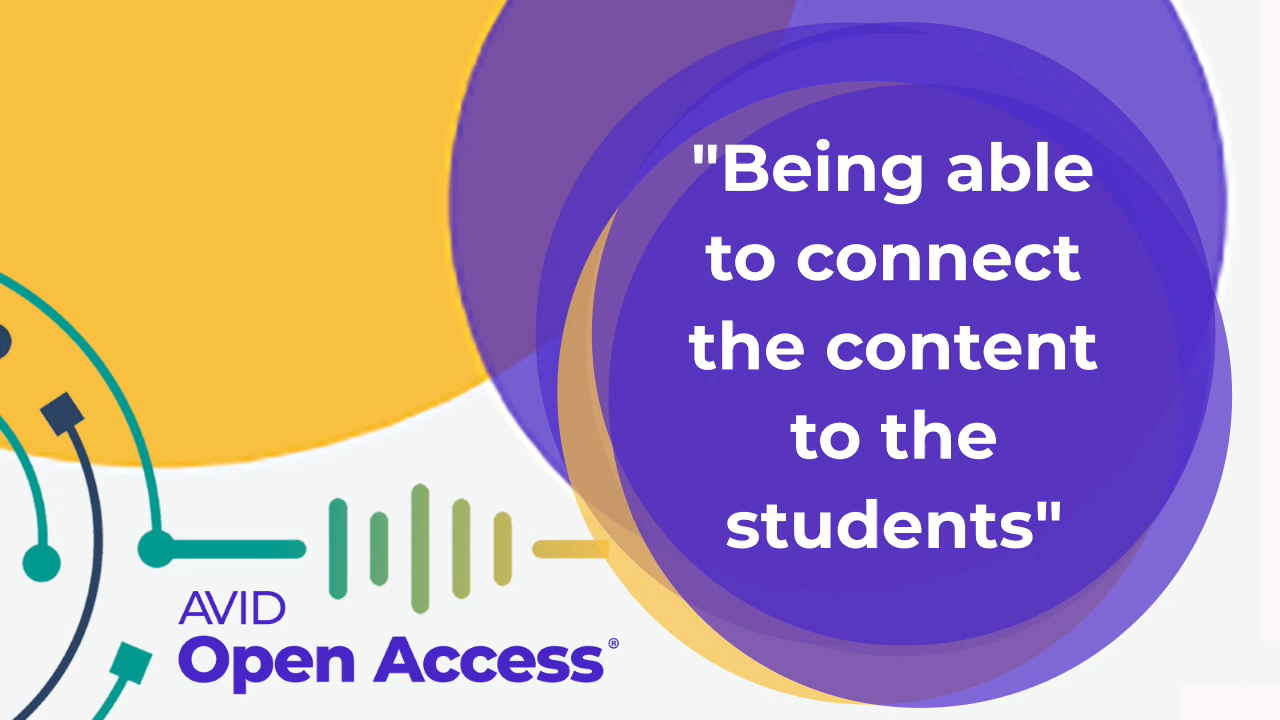 "Being able
to connect
the content
to the
students"
AVID
Open Access®